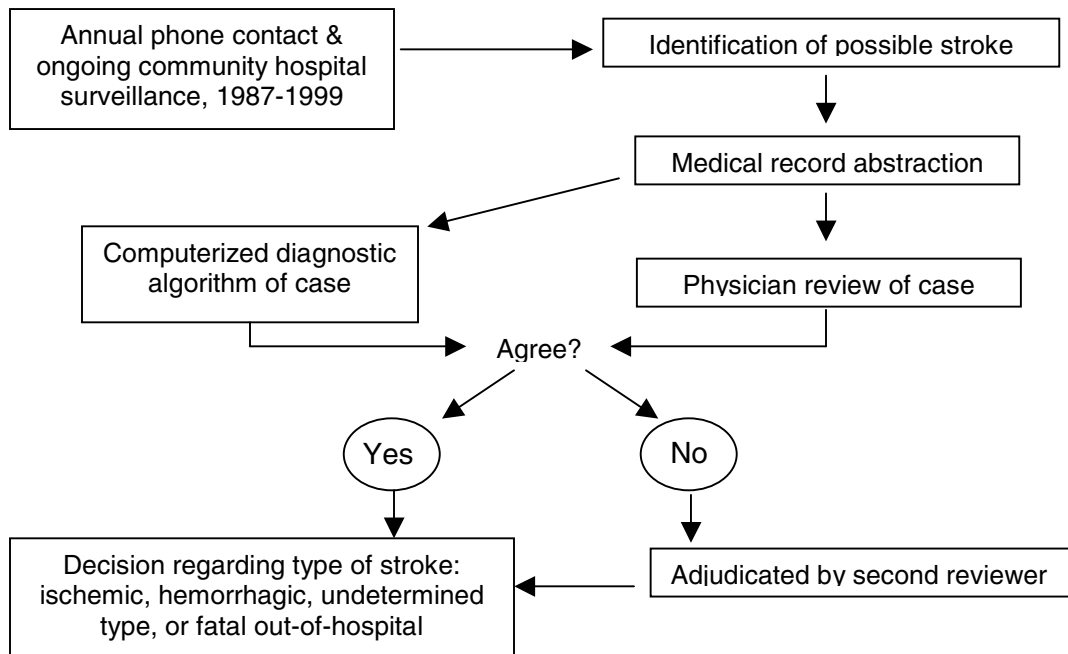 Annual phone contact &
ongoing community hospital
surveillance, 1987-1999
Identification of possible stroke
Medical record abstraction
Computerized diagnostic
algorithm of case
Physician review of case
Agree?
Yes
No
Decision regarding type of stroke:
ischemic, hemorrhagic, undetermined
type, or fatal out-of-hospital
Adjudicated by second reviewer